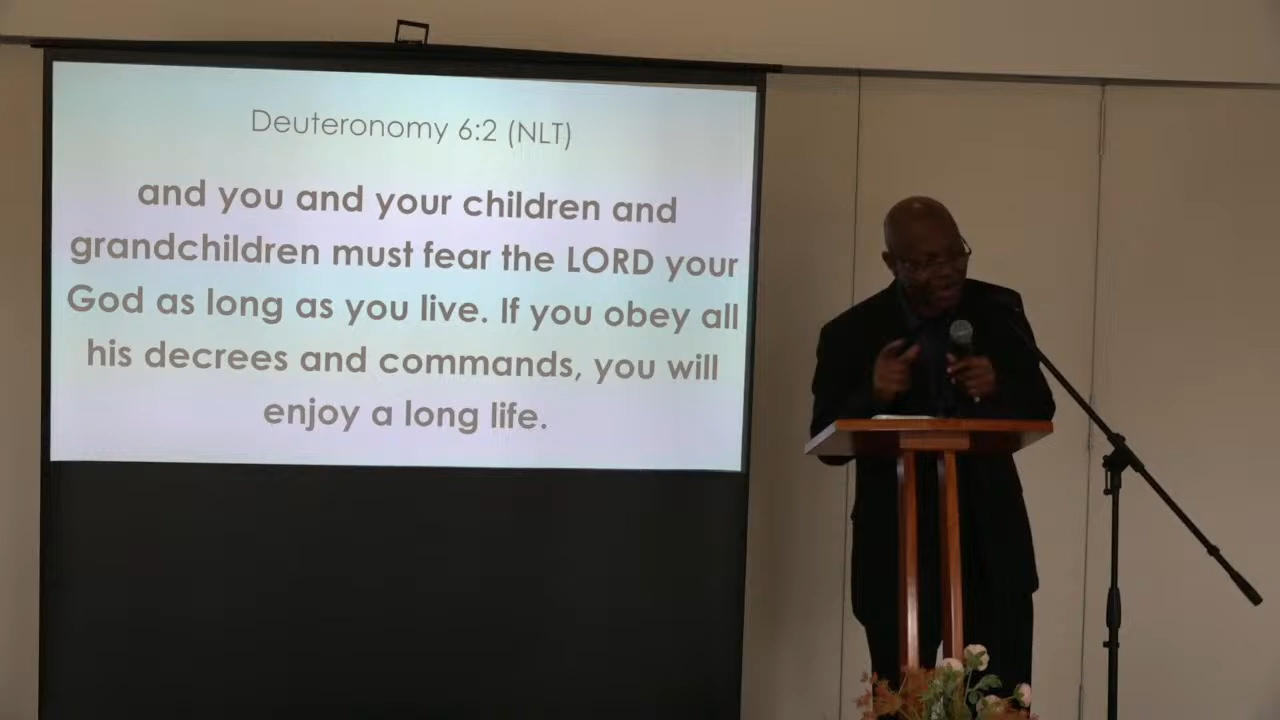 Deuteronomy 6:2 (NLT)
and you and your children and
grandchildren must fear the LORD your
God as long as you live. If you obey all
his decrees and commands, you will
enjoy a long life.